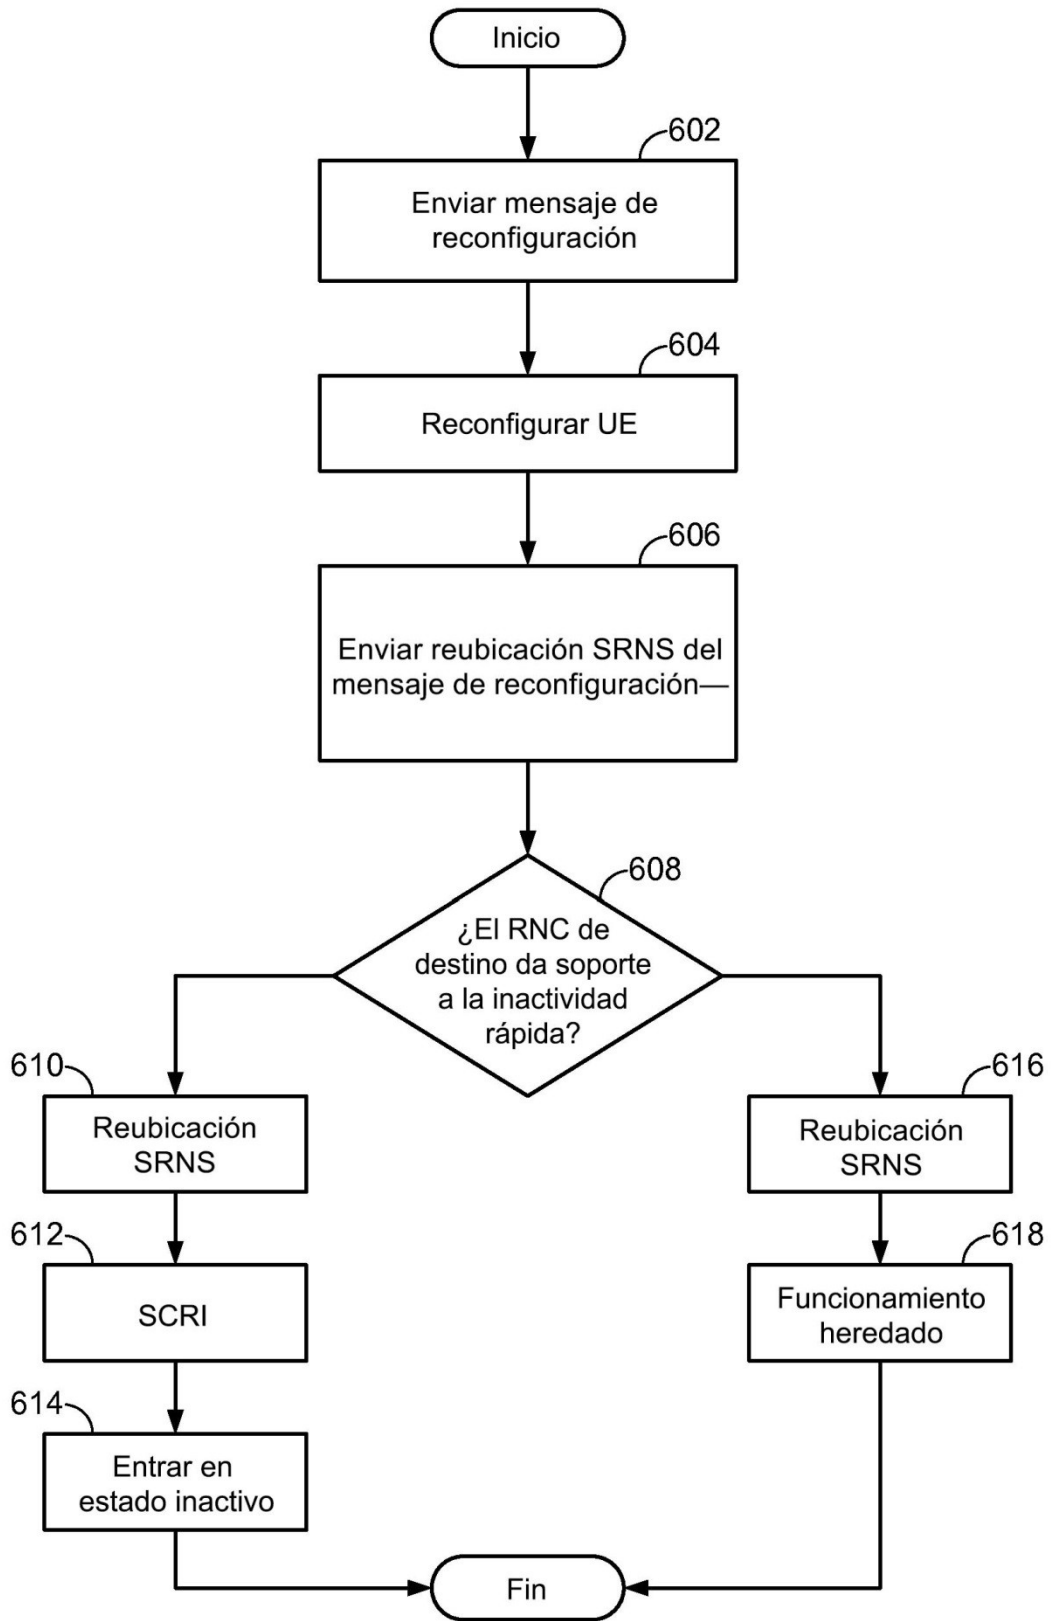 Inicio
602
Enviar mensaje de
reconfiguración
604
Reconfigurar UE
606
Enviar reubicación SRNS del
mensaje de reconfiguración—
608
¿El RNC de
destino da soporte
a la inactividad
rápida?
610
Reubicación
SRNS
616
Reubicación
SRNS
612
SCRI
618
Funcionamiento
heredado
614
Entrar en
estado inactivo
Fin